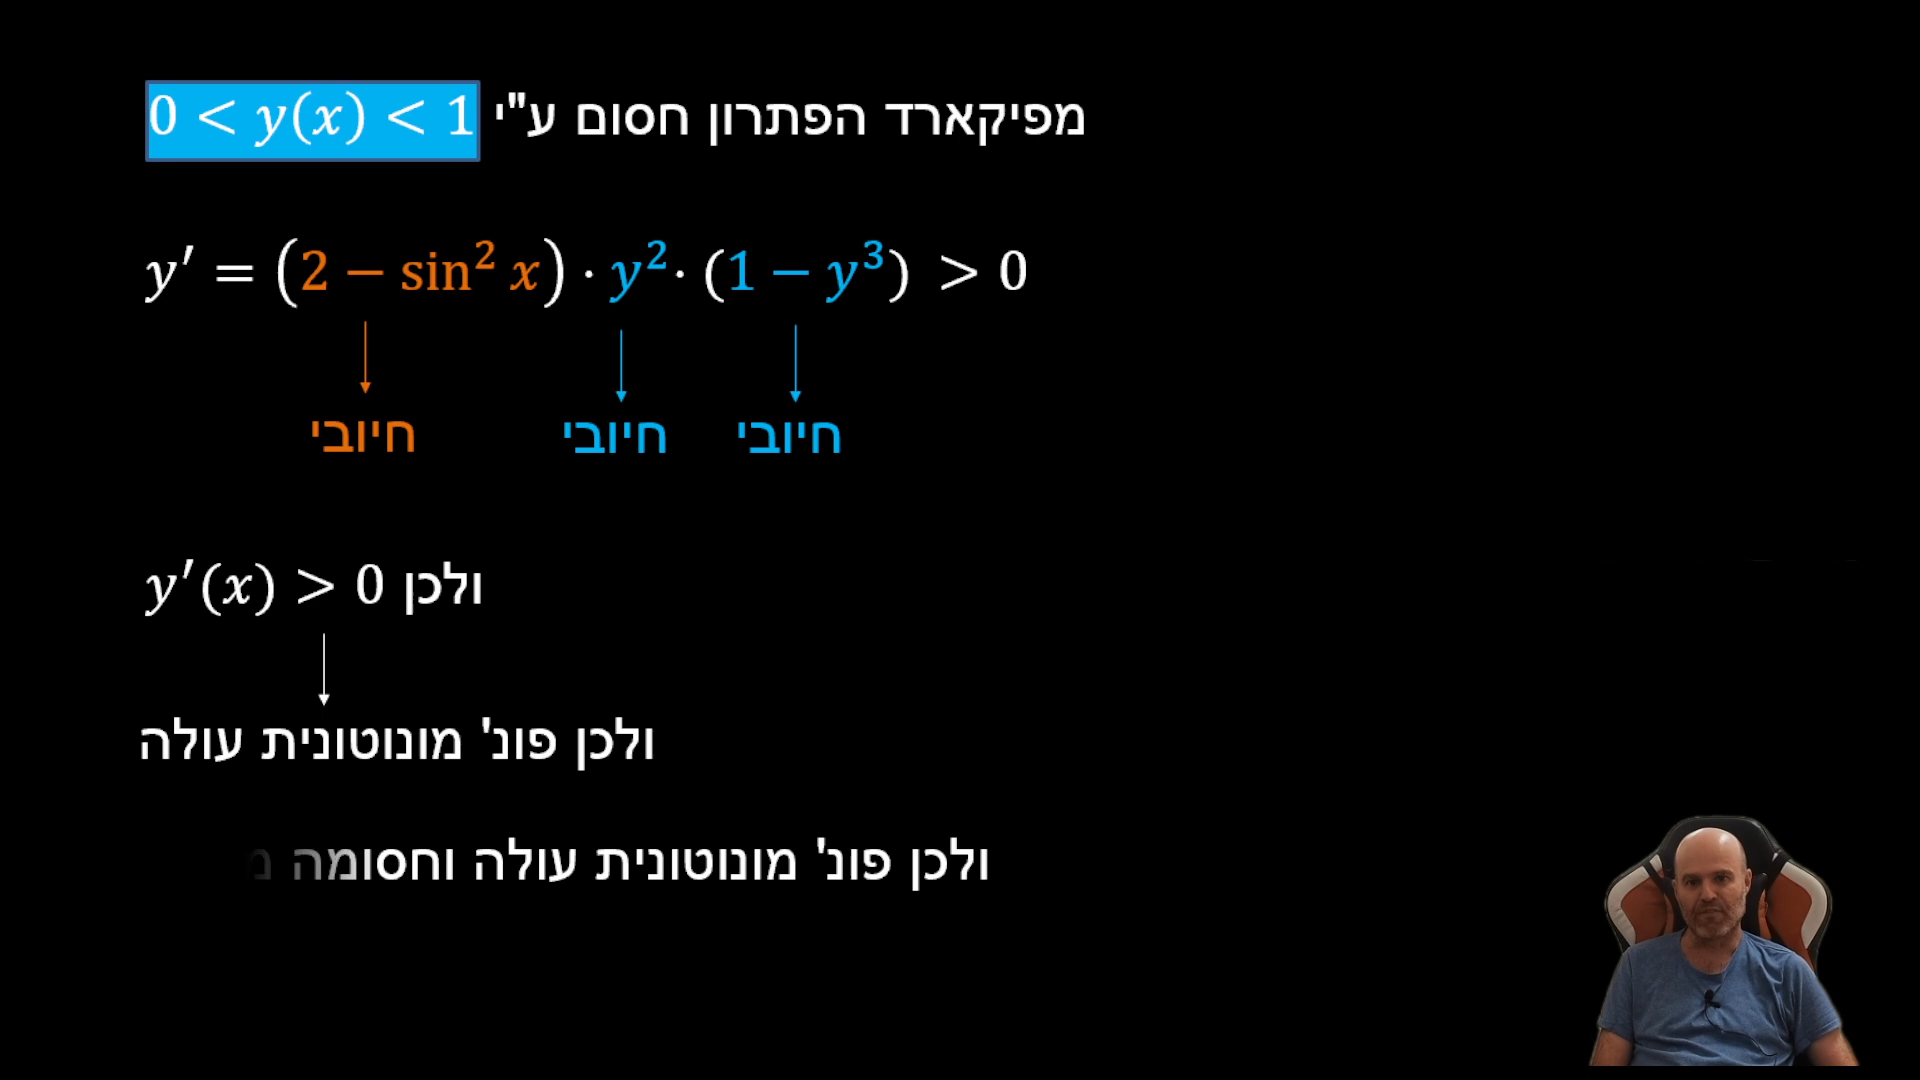 מפיקארד הפתרון חסום ע"י 0 < y(x) < 1
y′ = (2 − sin² x) · y² · (1 − y³) > 0
חיובי חיובי חיובי
ולכן y′(x) > 0
ולכן פונ' מונוטונית עולה
ולכן פונ' מונוטונית עולה וחסומה